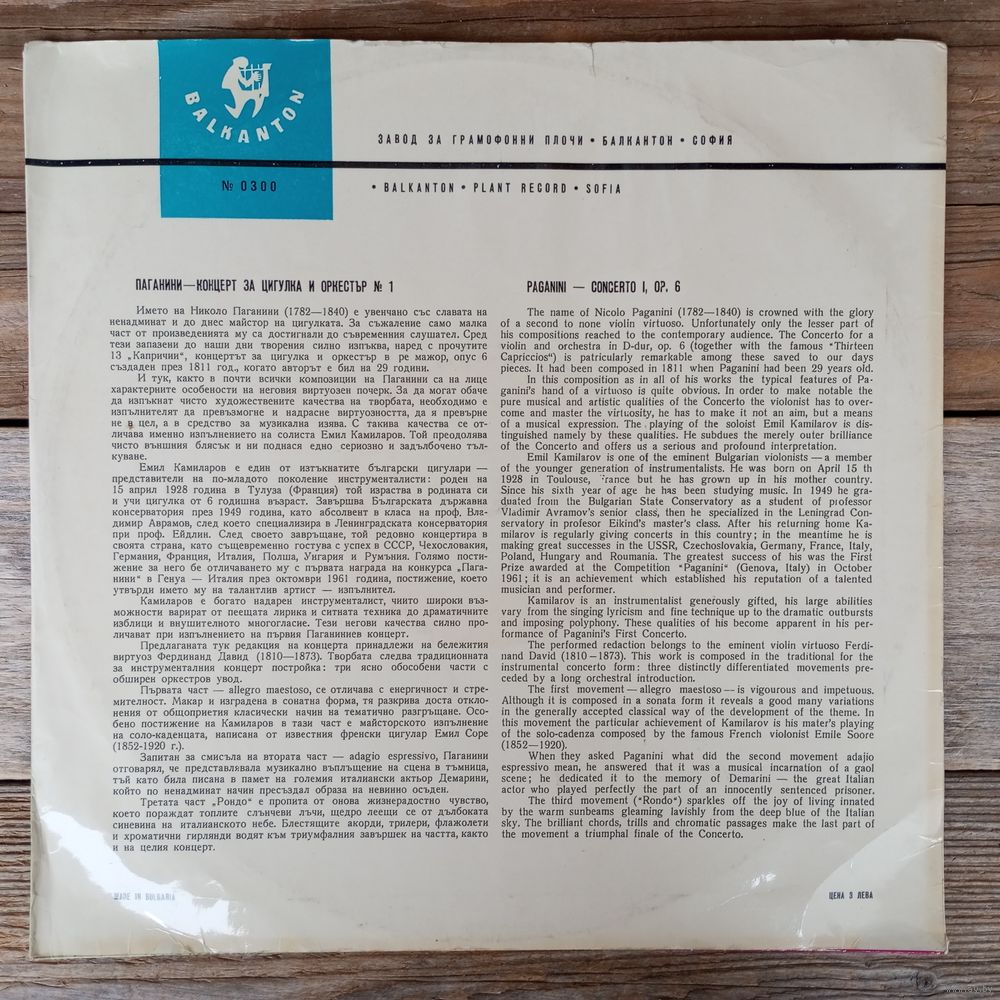 BALKANTON
ЗАВОД ЗА ГРАМОФОННИ ПЛОЧИ • БАЛКАНТОН • СОФИЯ
№ 0300
• BALKANTON • PLANT RECORD • SOFIA
ПАГАНИНИ—КОНЦЕРТ ЗА ЦИГУЛКА И ОРКЕСТЪР № 1
Името на Николо Паганини (1782—1840) е увенчано със славата на
ненадминат и до днес майстор на цигулката. За съжаление само малка
част от произведенията му са достигнали до съвременния слушател. Сред
тези запазени до наши дни творения силно изпъква, наред с прочутите
13 „Капричии“, концертът за цигулка и оркестър в ре мажор, опус 6
създаден през 1811 год., когато авторът е бил на 29 години.
И тук, както в почти всички композиции на Паганини са на лице
характерните особености на неговия виртуозен почерк. За да могат обаче
да изпъкнат чисто художествените качества на творбата, необходимо е
изпълнителят да превъзмогне и надрасне виртуозността, да я превърне
не в цел, а в средство за музикална изява. С такива качества се от-
личава именно изпълнението на солиста Емил Камиларов. Той преодолява
чисто външния блясък и ни поднася едно сериозно и задълбочено тъл-
куване.
Емил Камиларов е един от изтъкнатите български цигулари —
представители на по-младото поколение инструменталисти: роден на
15 април 1928 година в Тулуза (Франция) той израства в родината си
и учи цигулка от 6 годишна възраст. Завършва Българската държавна
консерватория през 1949 година, като абсолвент в класа на проф. Вла-
димир Аврамов, след което специализира в Ленинградската консерватория
при проф. Ейдлин. След своето завръщане, той редовно концертира в
своята страна, като същевременно гостува с успех в СССР, Чехословакия,
Германия, Франция, Италия, Полша, Унгария и Румъния. Голямо пости-
жение за него бе отличаването му с първата награда на конкурса „Пага-
нини“ в Генуа — Италия през октомври 1961 година, постижение, което
утвърди името му на талантлив артист — изпълнител.
Камиларов е богато надарен инструменталист, чиито широки въз-
можности варират от пеещата лирика и ситната техника до драматичните
изблици и внушителното многогласие. Тези негови качества силно про-
личават при изпълнението на първия Паганиниев концерт.
Предлаганата тук редакция на концерта принадлежи на бележития
виртуоз Фердинанд Давид (1810—1873). Творбата следва традиционната
за инструменталния концерт постройка: три ясно обособени части с
обширен оркестров увод.
Първата част — allegro maestoso, се отличава с енергичност и стре-
мителност. Макар и изградена в сонатна форма, тя разкрива доста откло-
нения от общоприетия класически начин на тематично разгръщане. Осо-
бено постижение на Камиларов в тази част е майсторското изпълнение
на соло-каденцата, написана от известния френски цигулар Емил Соре
(1852-1920 г.).
Запитан за смисъла на втората част — adagio espressivo, Паганини
отговарял, че представлявала музикално въплъщение на сцена в тъмница,
тъй като била писана в памет на големия италиански актьор Демарини,
който по ненадминат начин пресъздал образа на невинно осъден.
Третата част „Рондо“ е пропита от онова жизнерадостно чувство,
което пораждат топлите слънчеви лъчи, щедро леещи се от дълбоката
синевина на италианското небе. Блестящите акорди, трилери, флажолети
и хроматични гирлянди водят към триумфалния завършек на частта, както
и на целия концерт.
PAGANINI — CONCERTO I, OP. 6
The name of Nicolo Paganini (1782—1840) is crowned with the glory
of a second to none violin virtuoso. Unfortunately only the lesser part of
his compositions reached to the contemporary audience. The Concerto for a
violin and orchestra in D-dur, op. 6 (together with the famous "Thirteen
Capriccios") is patricularly remarkable among these saved to our days
pieces. It had been composed in 1811 when Paganini had been 29 years old.
In this composition as in all of his works the typical features of Pa-
ganini's hand of a virtuoso is quite obvious. In order to make notable the
pure musical and artistic qualities of the Concerto the violonist has to over-
come and master the virtuosity, he has to make it not an aim, but a means
of a musical expression. The playing of the soloist Emil Kamilarov is dis-
tinguished namely by these qualities. He subdues the merely outer brilliance
of the Concerto and offers us a serious and profound interpretation.
Emil Kamilarov is one of the eminent Bulgarian violonists — a member
of the younger generation of instrumentalists. He was born on April 15 th
1928 in Toulouse, France but he has grown up in his mother country.
Since his sixth year of age he has been studying music. In 1949 he gra-
duated from the Bulgarian State Conservatory as a student of professor
Vladimir Avramov's senior class, then he specialized in the Leningrad Con-
servatory in profesor Eikind's master's class. After his returning home Ka-
milarov is regularly giving concerts in this country; in the meantime he is
making great successes in the USSR, Czechoslovakia, Germany, France, Italy,
Poland, Hungary and Roumania. The greatest success of his was the First
Prize awarded at the Competition "Paganini" (Genova, Italy) in October
1961; it is an achievement which established his reputation of a talented
musician and performer.
Kamilarov is an instrumentalist generously gifted, his large abilities
vary from the singing lyricism and fine technique up to the dramatic outbursts
and imposing polyphony. These qualities of his become apparent in his per-
formance of Paganini's First Concerto.
The performed redaction belongs to the eminent violin virtuoso Ferdi-
nand David (1810—1873). This work is composed in the traditional for the
instrumental concerto form: three distinctly differentiated movements pre-
ceded by a long orchestral introduction.
The first movement — allegro maestoso — is vigourous and impetuous.
Although it is composed in a sonata form it reveals a good many variations
in the generally accepted classical way of the development of the theme. In
this movement the particular achievement of Kamilarov is his mater's playing
of the solo-cadenza composed by the famous French violonist Emile Soore
(1852—1920).
When they asked Paganini what did the second movement adajio
espressivo mean, he answered that it was a musical incarnation of a gaol
scene; he dedicated it to the memory of Demarini — the great Italian
actor who played perfectly the part of an innocently sentenced prisoner.
The third movement ("Rondo") sparkles off the joy of living innated
by the warm sunbeams gleaming lavishly from the deep blue of the Italian
sky. The brilliant chords, trills and chromatic passages make the last part of
the movement a triumphal finale of the Concerto.
MADE IN BULGARIA
ЦЕНА 3 ЛЕВА